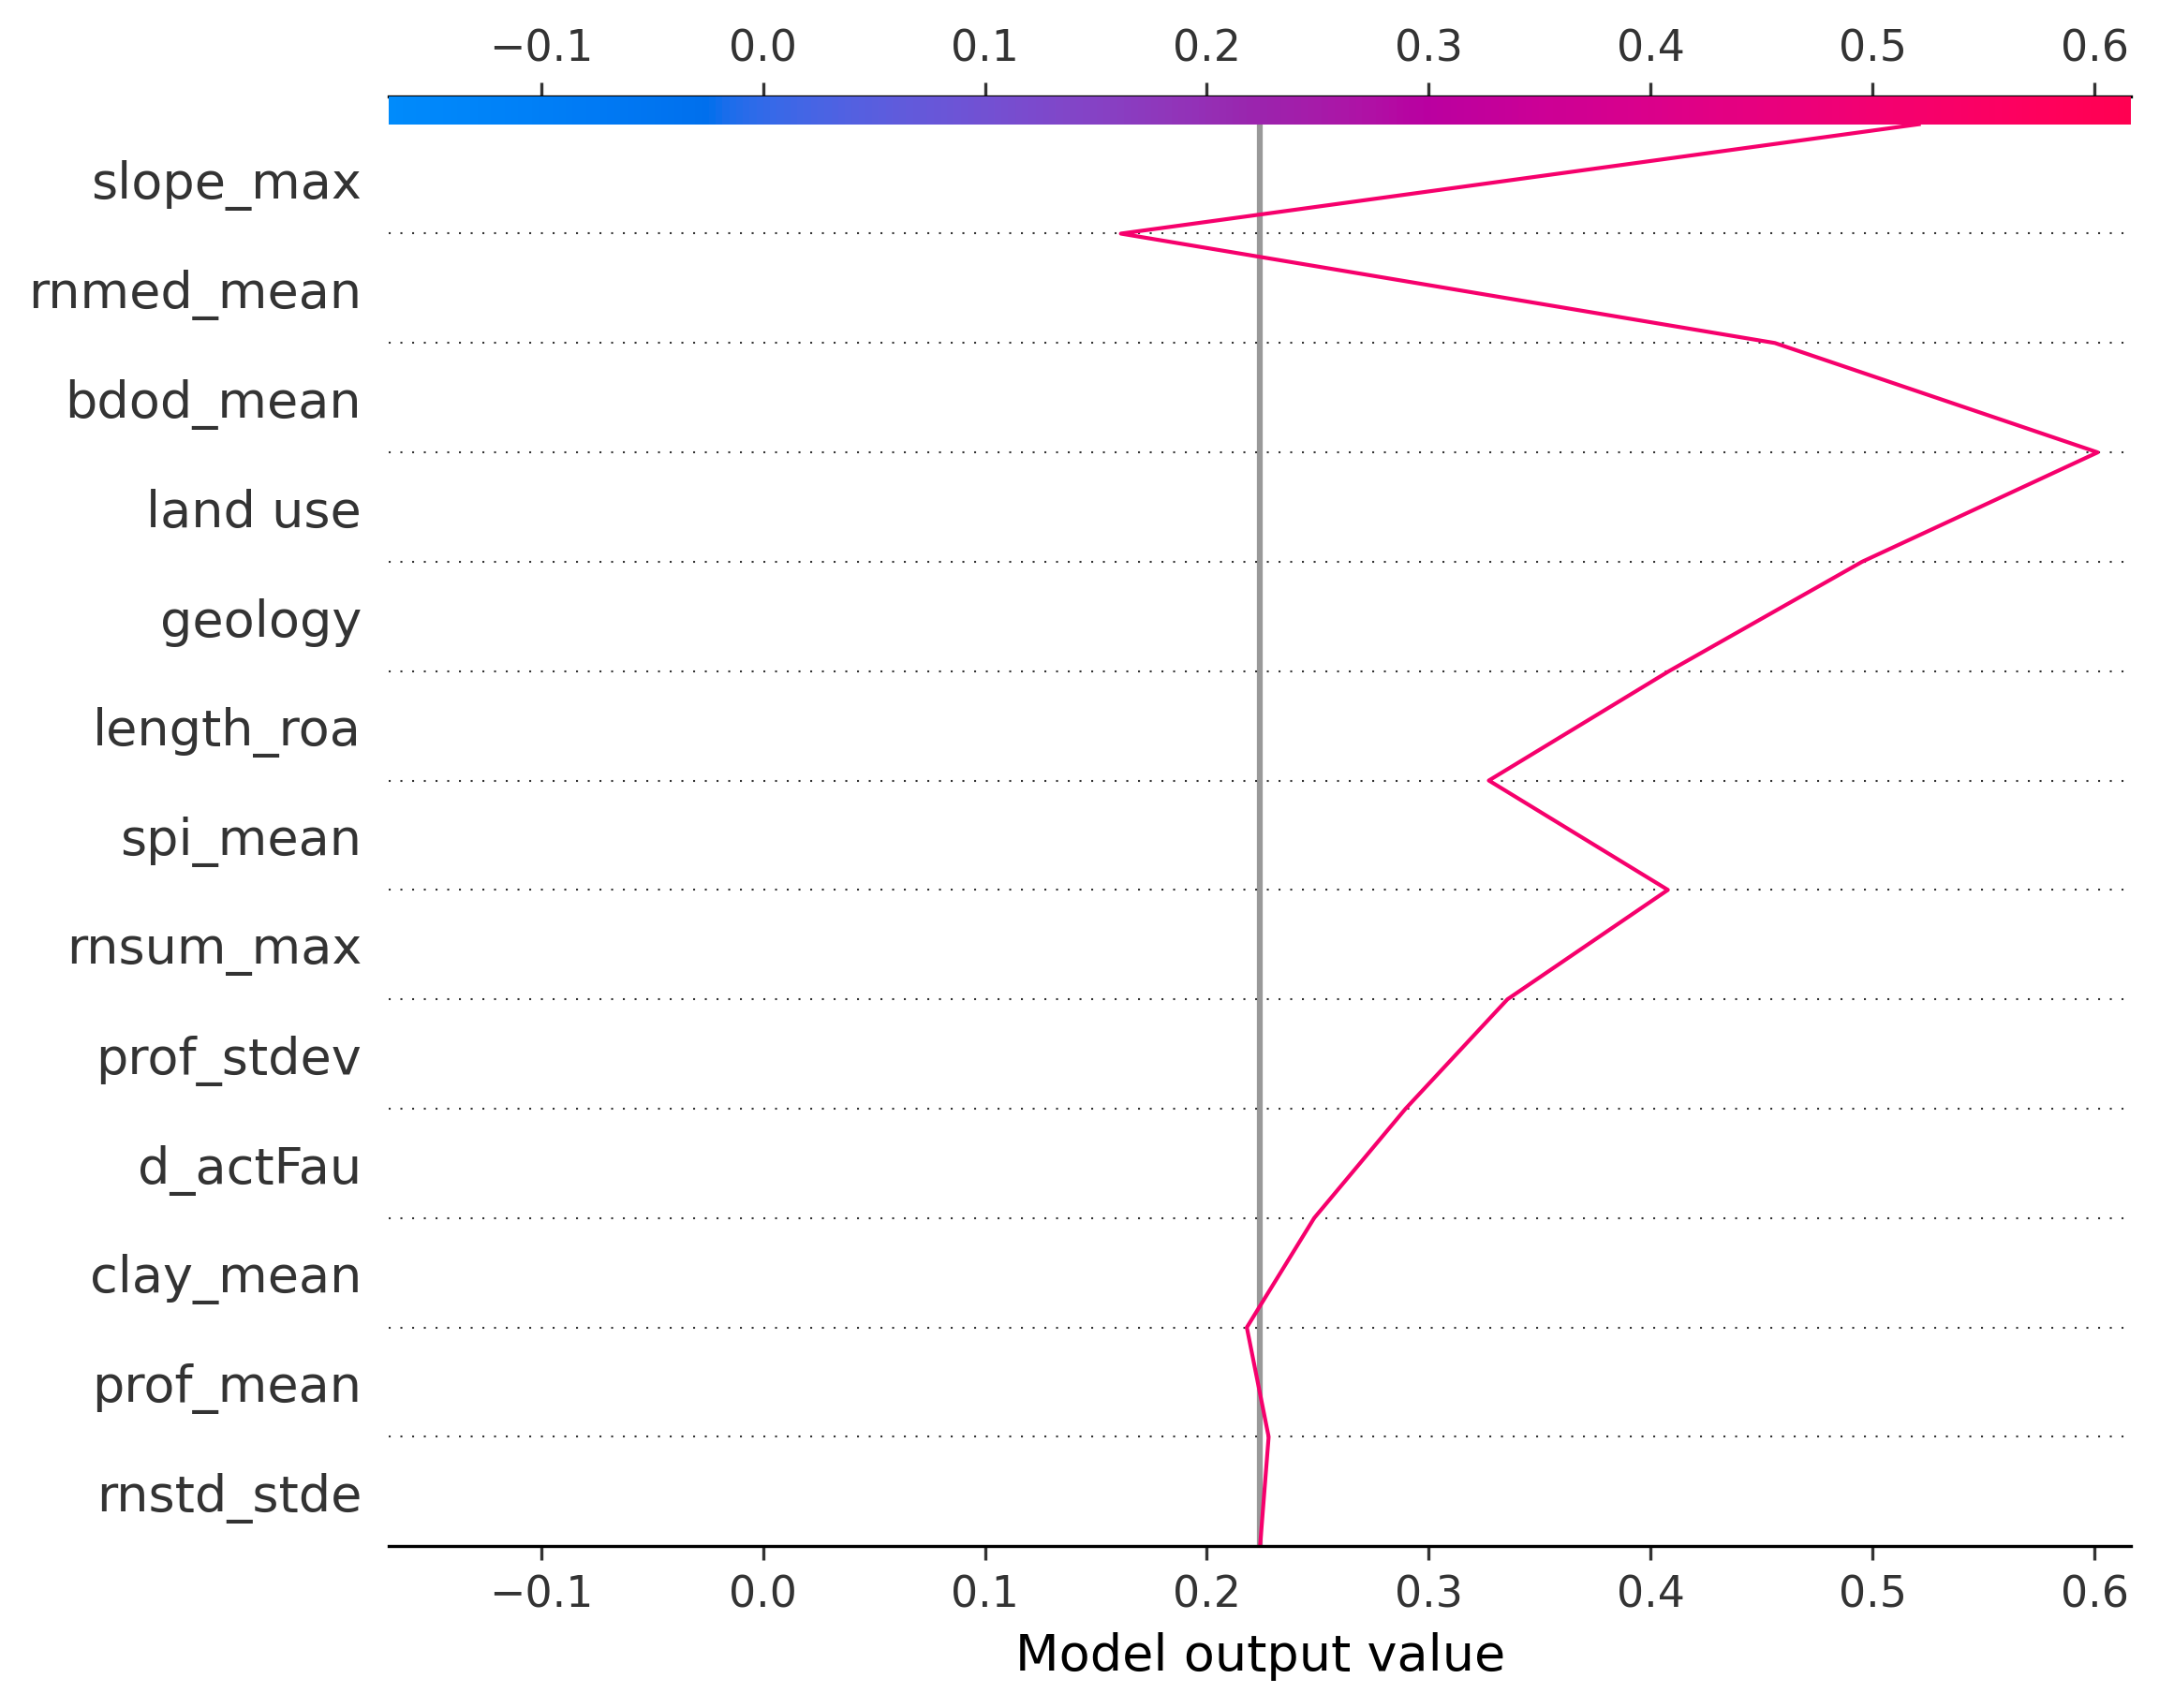 −0.1 0.0 0.1 0.2 0.3 0.4 0.5 0.6
slope_max
rnmed_mean
bdod_mean
land use
geology
length_roa
spi_mean
rnsum_max
prof_stdev
d_actFau
clay_mean
prof_mean
rnstd_stde
−0.1 0.0 0.1 0.2 0.3 0.4 0.5 0.6
Model output value